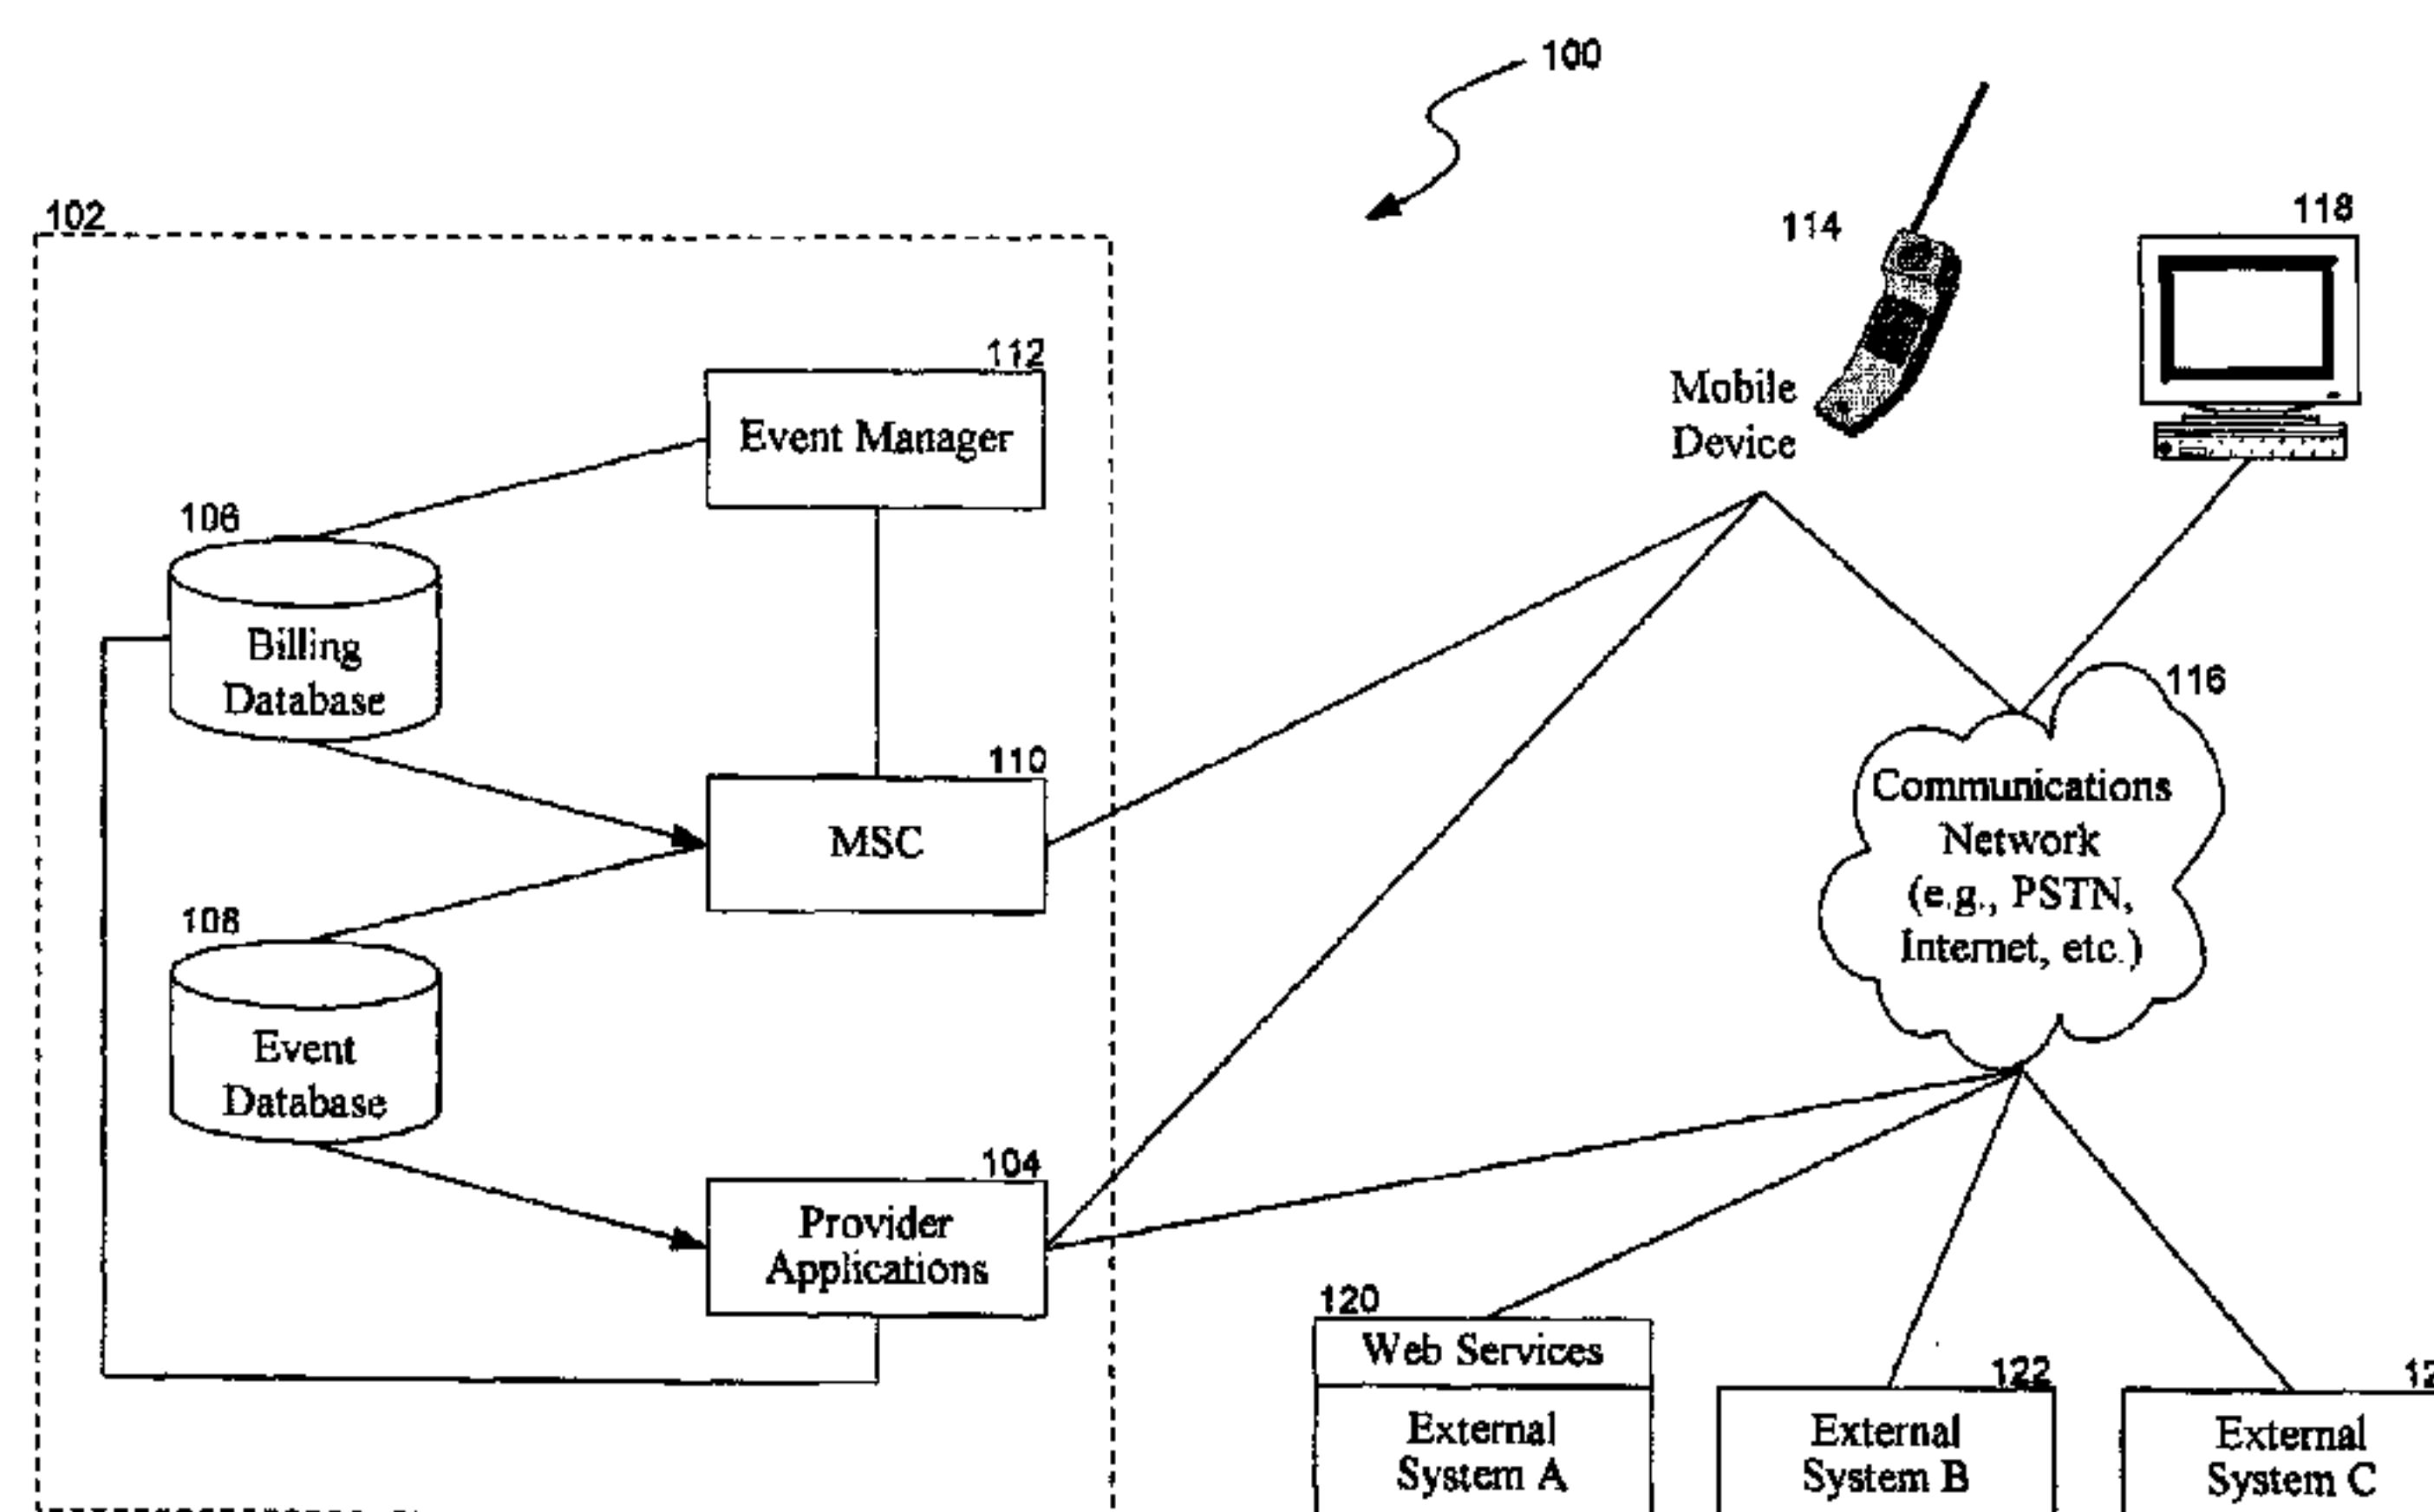 100
102
114
118
112
Event Manager
Mobile
Device
106
Billing
Database
116
110
MSC
Communications
Network
(e.g., PSTN,
Internet, etc.)
108
Event
Database
104
Provider
Applications
120
Web Services
External
System A
122
External
System B
External
System C